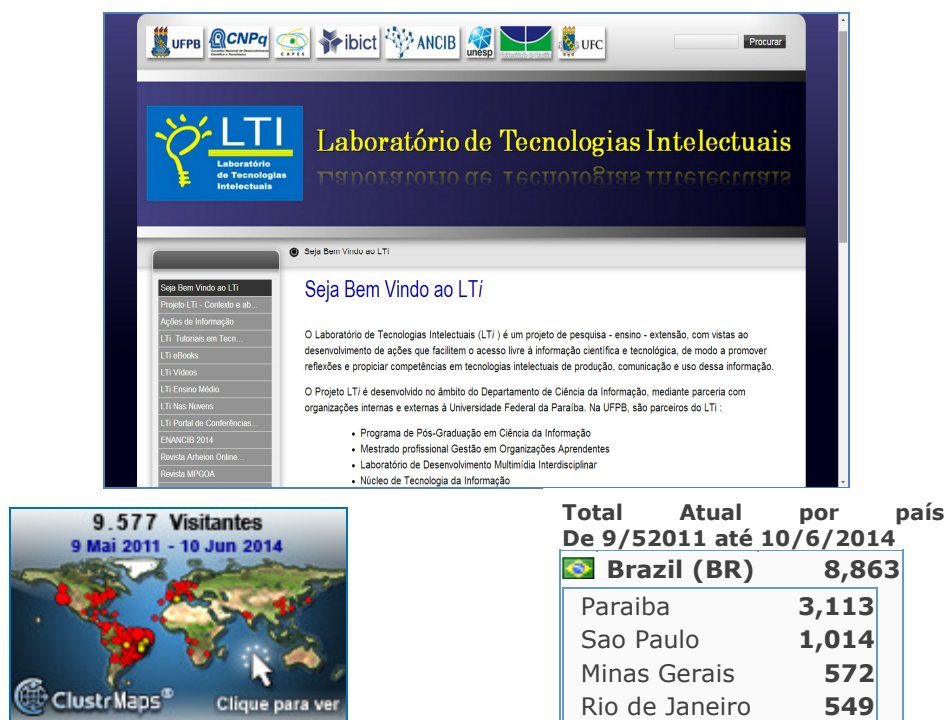 UFPB
CNPq
CAPES
ibict
ANCIB
unesp
UFC
Procurar
LTI
Laboratório
de Tecnologias
Intelectuais
Laboratório de Tecnologias Intelectuais
Seja Bem Vindo ao LTi
Seja Bem Vindo ao LTi
Projeto LTi - Contexto e ab...
Ações de Informação
LTi Tutoriais em Tecn...
LTi eBooks
LTi Vídeos
LTi Ensino Médio
LTi Nas Nuvens
LTi Portal de Conferências...
ENANCIB 2014
Revista Arheion Online...
Revista MPGOA
Seja Bem Vindo ao LTi
O Laboratório de Tecnologias Intelectuais (LTi ) é um projeto de pesquisa - ensino - extensão, com vistas ao
desenvolvimento de ações que facilitem o acesso livre à informação científica e tecnológica, de modo a promover
reflexões e propiciar competências em tecnologias intelectuais de produção, comunicação e uso dessa informação.
O Projeto LTi é desenvolvido no âmbito do Departamento de Ciência da Informação, mediante parceria com
organizações internas e externas à Universidade Federal da Paraíba. Na UFPB, são parceiros do LTi :
• Programa de Pós-Graduação em Ciência da Informação
• Mestrado profissional Gestão em Organizações Aprendentes
• Laboratório de Desenvolvimento Multimídia Interdisciplinar
• Núcleo de Tecnologia da Informação
9.577 Visitantes
9 Mai 2011 - 10 Jun 2014
ClustrMaps®
Clique para ver
Total Atual por país
De 9/52011 até 10/6/2014
Brazil (BR) 8,863
Paraiba 3,113
Sao Paulo 1,014
Minas Gerais 572
Rio de Janeiro 549